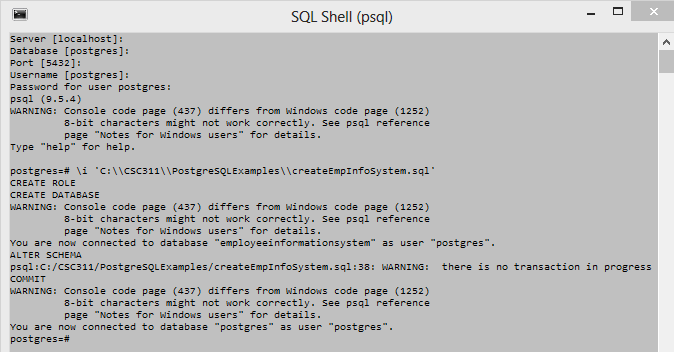 SQL Shell (psql)
Server [localhost]:
Database [postgres]:
Port [5432]:
Username [postgres]:
Password for user postgres:
psql (9.5.4)
WARNING: Console code page (437) differs from Windows code page (1252)
8-bit characters might not work correctly. See psql reference
page "Notes for Windows users" for details.
Type "help" for help.
postgres=# \i 'C:\\CSC311\\PostgreSQLExamples\\createEmpInfoSystem.sql'
CREATE ROLE
CREATE DATABASE
WARNING: Console code page (437) differs from Windows code page (1252)
8-bit characters might not work correctly. See psql reference
page "Notes for Windows users" for details.
You are now connected to database "employeeinformationsystem" as user "postgres".
ALTER SCHEMA
psql:C:/CSC311/PostgreSQLExamples/createEmpInfoSystem.sql:38: WARNING:  there is no transaction in progress
COMMIT
WARNING: Console code page (437) differs from Windows code page (1252)
8-bit characters might not work correctly. See psql reference
page "Notes for Windows users" for details.
You are now connected to database "postgres" as user "postgres".
postgres=#